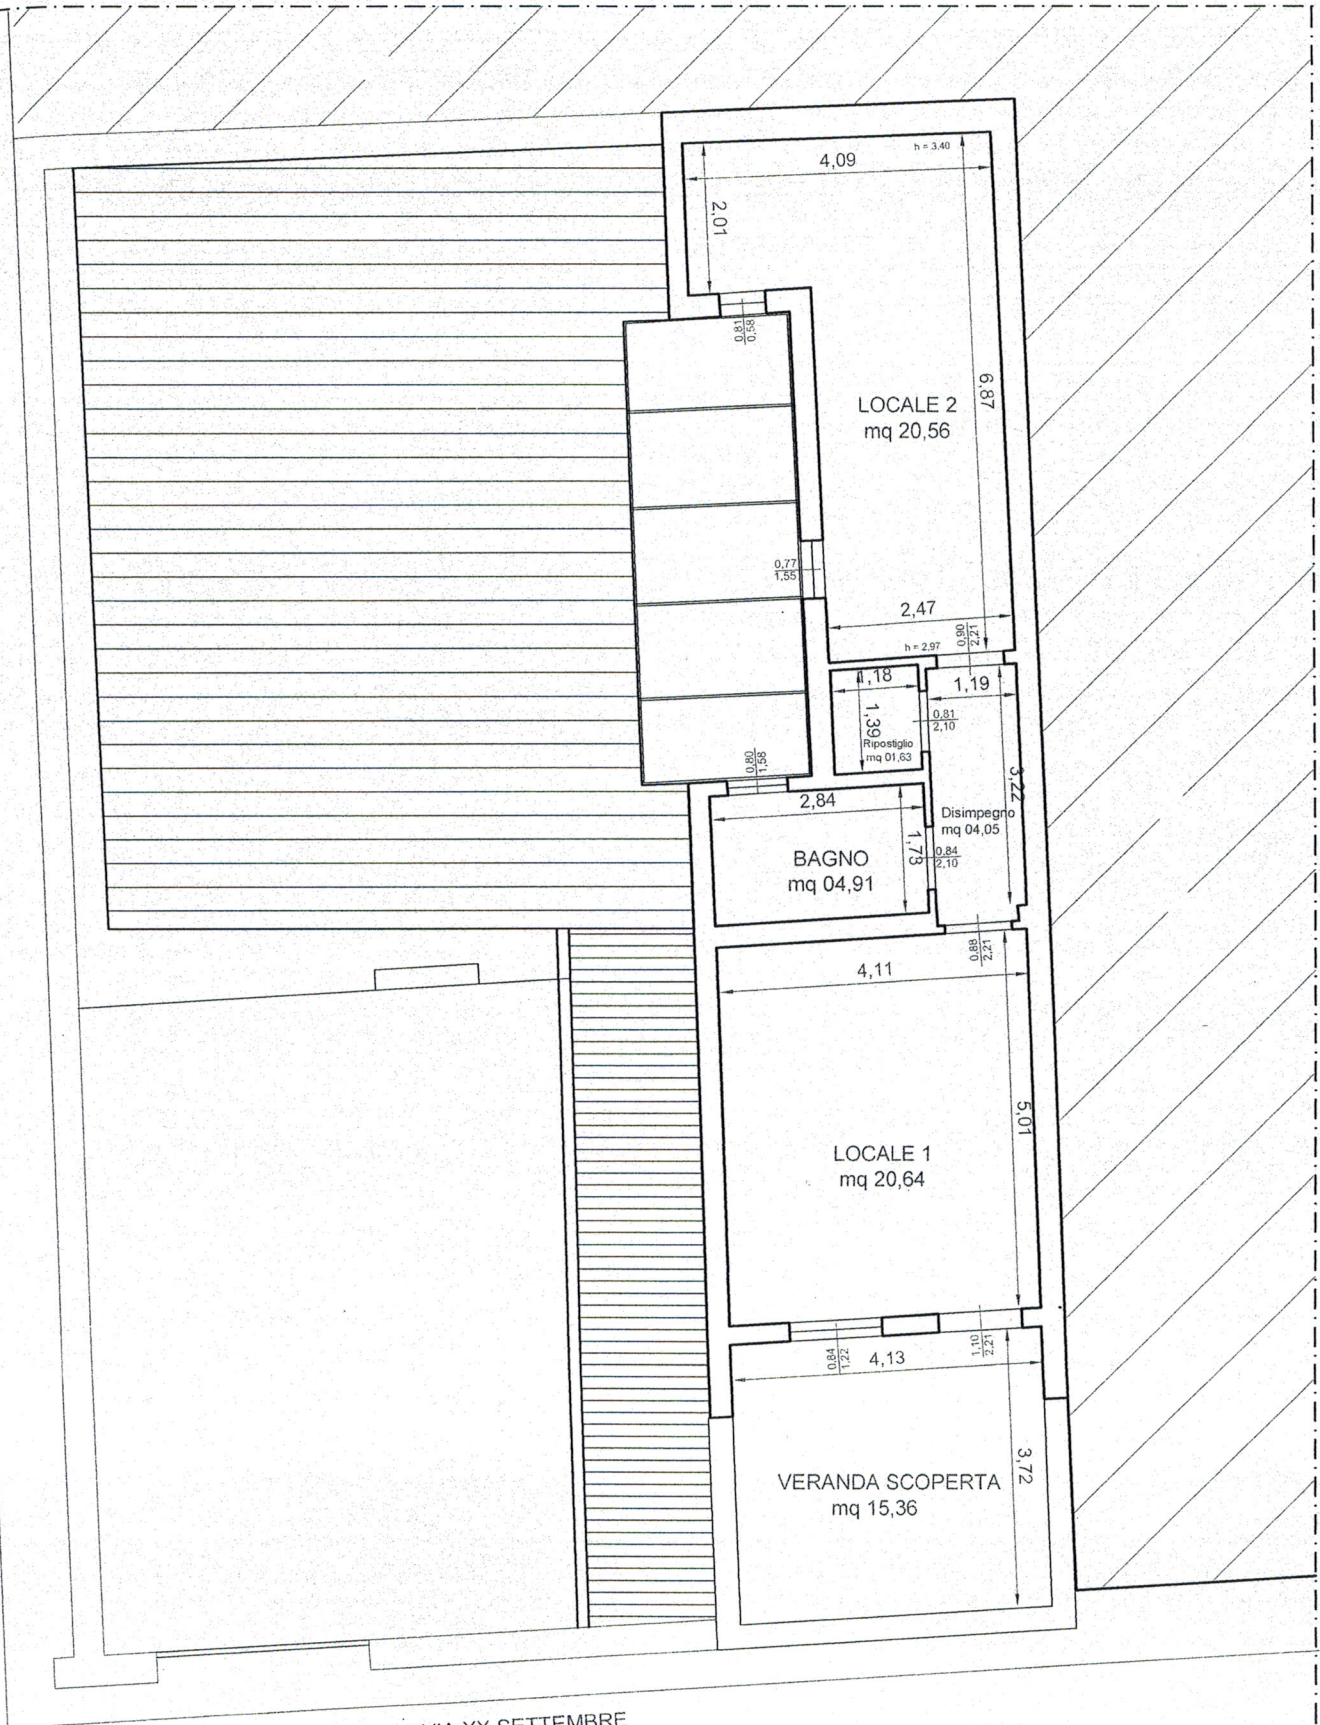 h = 3,40
4,09
2,01
0,81
0,58
6,87
LOCALE 2
mq 20,56
0,77
1,55
2,47
h = 2,97
0,90
2,21
1,18
1,19
1,39
0,81
2,10
Ripostiglio
mq 01,63
0,80
1,58
3,22
2,84
Disimpegno
mq 04,05
1,73
BAGNO
mq 04,91
0,84
2,10
0,88
2,21
4,11
5,01
LOCALE 1
mq 20,64
0,84
1,22
1,10
2,21
4,13
3,72
VERANDA SCOPERTA
mq 15,36
VIA XX SETTEMBRE